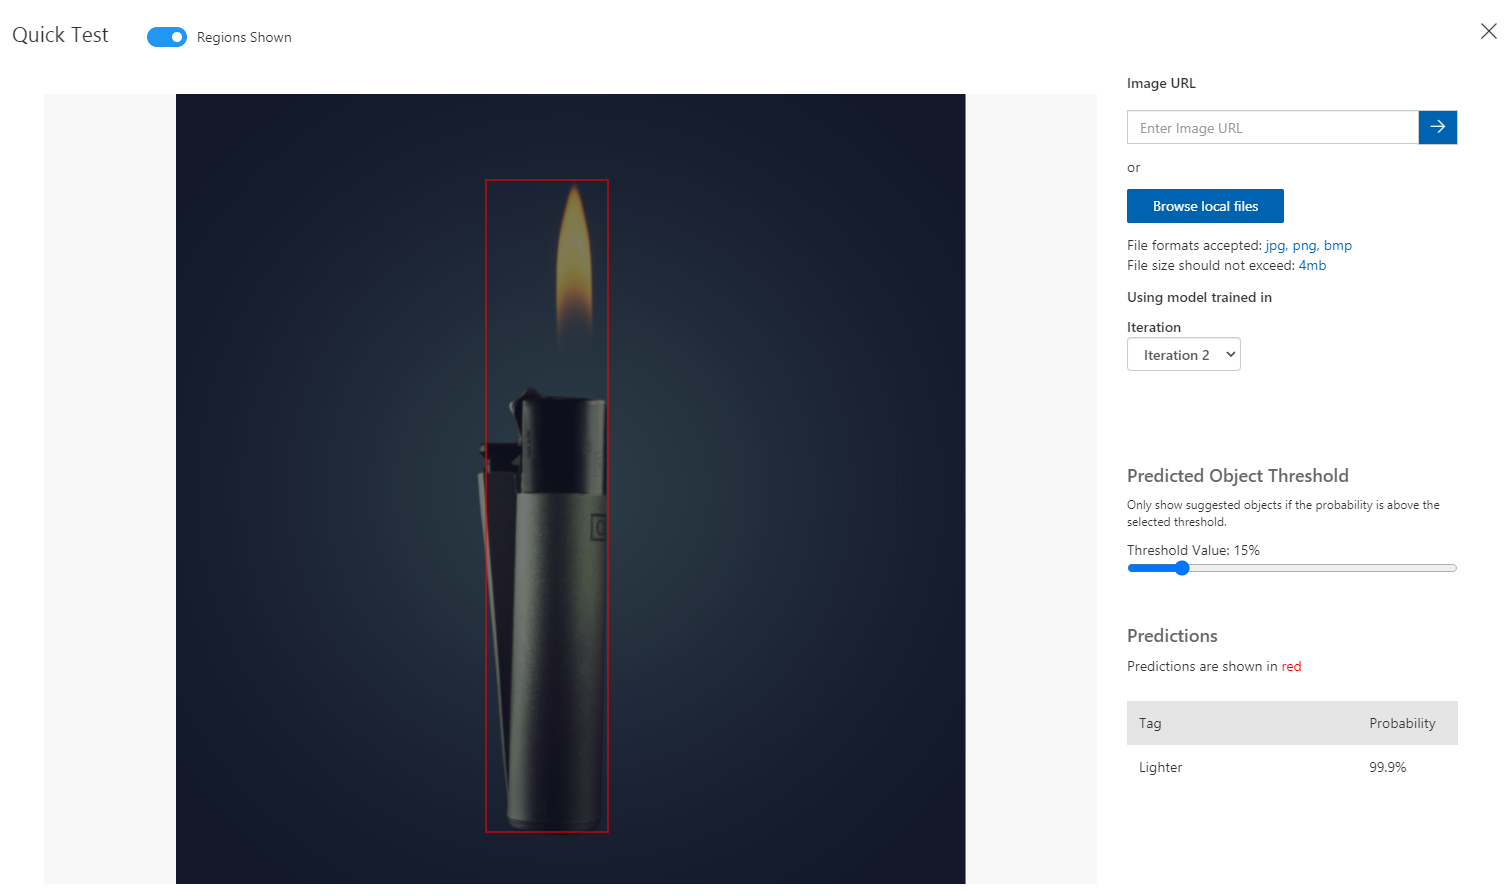 Quick Test
Regions Shown
Image URL
Enter Image URL
or
Browse local files
File formats accepted: jpg, png, bmp
File size should not exceed: 4mb
Using model trained in
Iteration
Iteration 2
Predicted Object Threshold
Only show suggested objects if the probability is above the
selected threshold.
Threshold Value: 15%
Predictions
Predictions are shown in red
Tag Probability
Lighter 99.9%